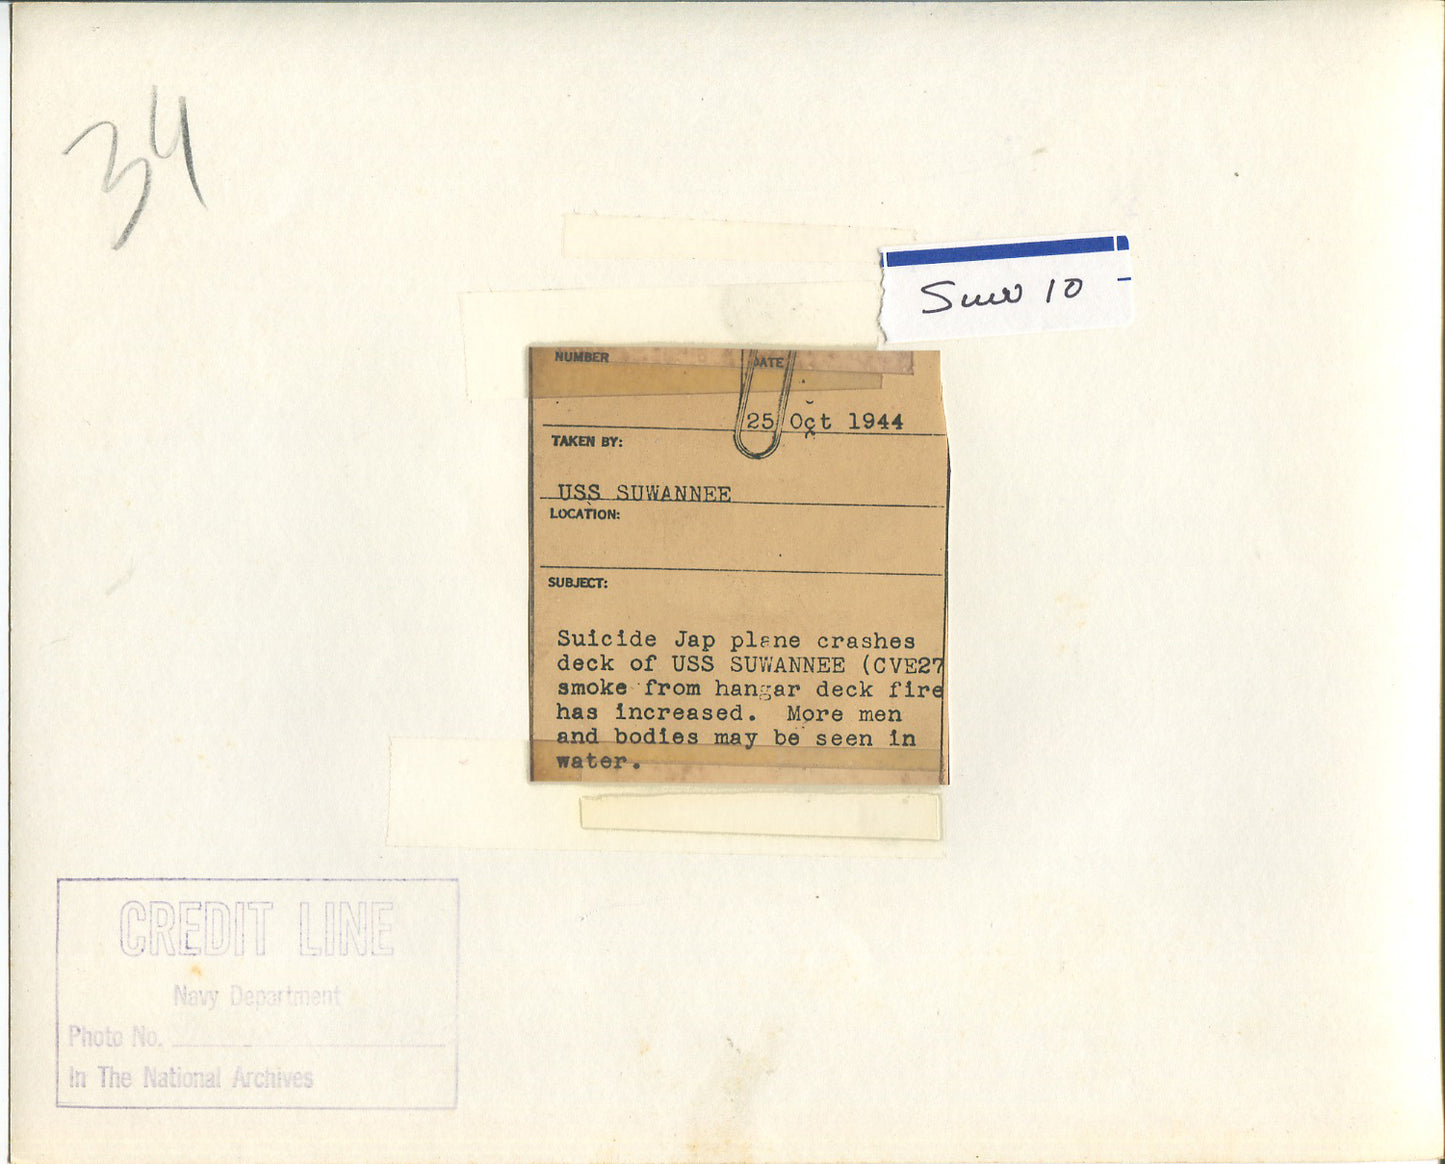 34
Suw 10
NUMBER DATE
25 Oct 1944
TAKEN BY:
USS SUWANNEE
LOCATION:
SUBJECT:
Suicide Jap plane crashes
deck of USS SUWANNEE (CVE27
smoke from hangar deck fire
has increased. More men
and bodies may be seen in
water.
CREDIT LINE
Navy Department
Photo No.
In The National Archives